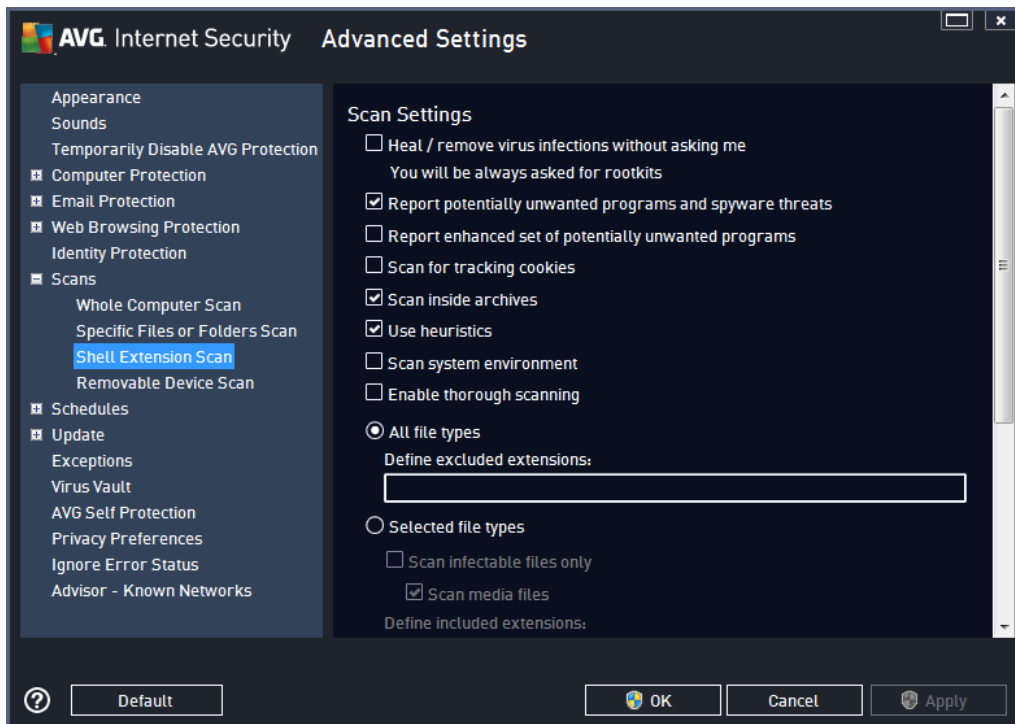 AVG. Internet Security Advanced Settings
Appearance
Sounds
Temporarily Disable AVG Protection
Computer Protection
Email Protection
Web Browsing Protection
Identity Protection
Scans
Whole Computer Scan
Specific Files or Folders Scan
Shell Extension Scan
Removable Device Scan
Schedules
Update
Exceptions
Virus Vault
AVG Self Protection
Privacy Preferences
Ignore Error Status
Advisor - Known Networks
Scan Settings
Heal / remove virus infections without asking me
You will be always asked for rootkits
Report potentially unwanted programs and spyware threats
Report enhanced set of potentially unwanted programs
Scan for tracking cookies
Scan inside archives
Use heuristics
Scan system environment
Enable thorough scanning
All file types
Define excluded extensions:
Selected file types
Scan infectable files only
Scan media files
Define included extensions:
? Default OK Cancel Apply